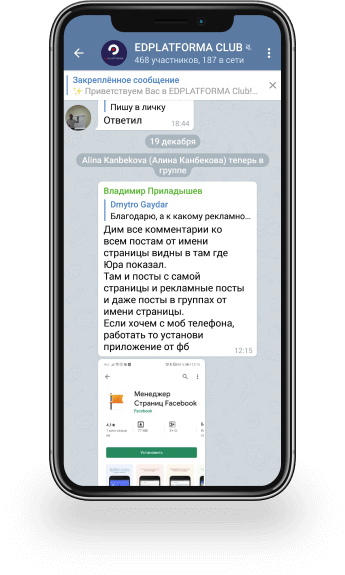 EDPLATFORMA CLUB
468 участников, 187 в сети
Закреплённое сообщение
✨ Приветствуем Вас в EDPLATFORMA Club!...
Пишу в личку
Ответил
18:44
19 декабря
Alina Kanbekova (Алина Канбекова) теперь в
группе
Владимир Приладышев
Dmytro Gaydar
Благодарю, а к какому рекламно...
Дим все комментарии ко
всем постам от имени
страницы видны в там где
Юра показал.
Там и посты с самой
страницы и рекламные посты
и даже посты в группах от
имени страницы.
Если хочем с моб телефона,
работать то установи
приложение от фб
12:15
Менеджер
Страниц Facebook
Facebook
Установить